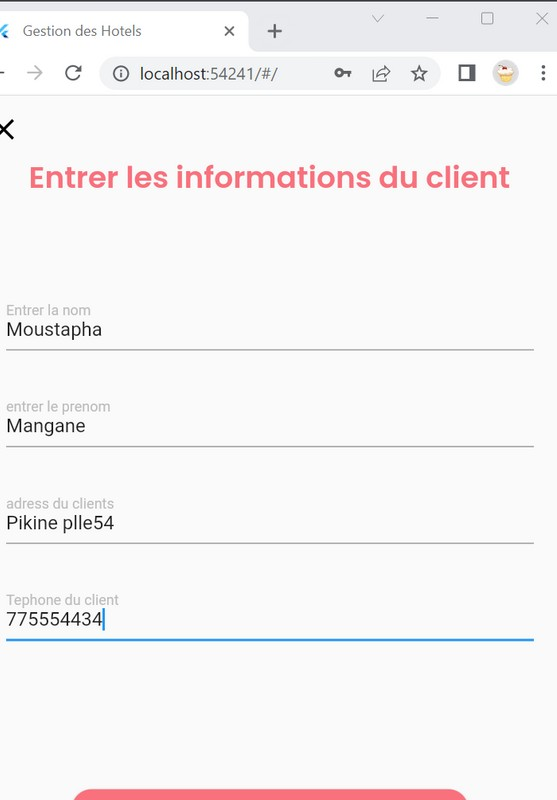 Gestion des Hotels
localhost:54241/#/
Entrer les informations du client
Entrer la nom
Moustapha
entrer le prenom
Mangane
adress du clients
Pikine plle54
Tephone du client
775554434